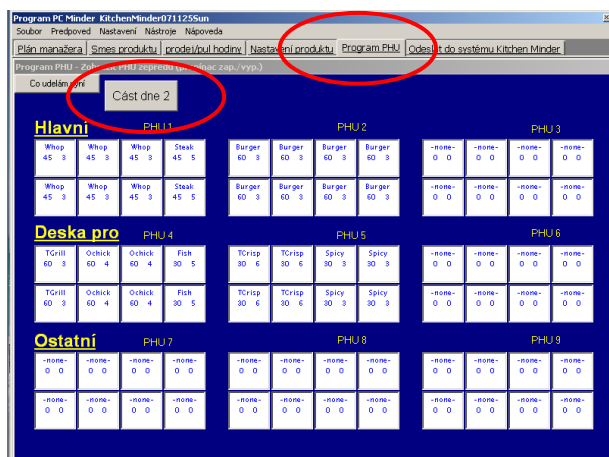 Program PC Minder KitchenMinder0711255un
Soubor Predpoved Nastavení Nástroje Nápoveda
Plán manažera Smes produktu prodej/pul hodiny Nastavení produktu Program PHU Odeslat do systému Kitchen Minder
Program PHU - Zobrazit PHU zepredu (prepínac zap./vyp.)
Co udelám nyní
Cást dne 2
Hlavní PHU 1 PHU 2 PHU 3
Whop Whop Whop Steak Burger Burger Burger Burger -none- -none- -none- -none-
45 3 45 3 45 3 45 5 60 3 60 3 60 3 60 3 0 0 0 0 0 0 0 0
Whop Whop Whop Steak Burger Burger Burger Burger -none- -none- -none- -none-
45 3 45 3 45 3 45 5 60 3 60 3 60 3 60 3 0 0 0 0 0 0 0 0
Deska pro PHU 4 PHU 5 PHU 6
TGrill Ochick Ochick Fish TCrisp TCrisp Spicy Spicy -none- -none- -none- -none-
60 3 60 4 60 4 30 5 30 6 30 6 30 3 30 3 0 0 0 0 0 0 0 0
TGrill Ochick Ochick Fish TCrisp TCrisp Spicy Spicy -none- -none- -none- -none-
60 3 60 4 60 4 30 5 30 6 30 6 30 3 30 3 0 0 0 0 0 0 0 0
Ostatní PHU 7 PHU 8 PHU 9
-none- -none- -none- -none- -none- -none- -none- -none- -none- -none- -none- -none-
0 0 0 0 0 0 0 0 0 0 0 0 0 0 0 0 0 0 0 0 0 0 0 0
-none- -none- -none- -none- -none- -none- -none- -none- -none- -none- -none- -none-
0 0 0 0 0 0 0 0 0 0 0 0 0 0 0 0 0 0 0 0 0 0 0 0